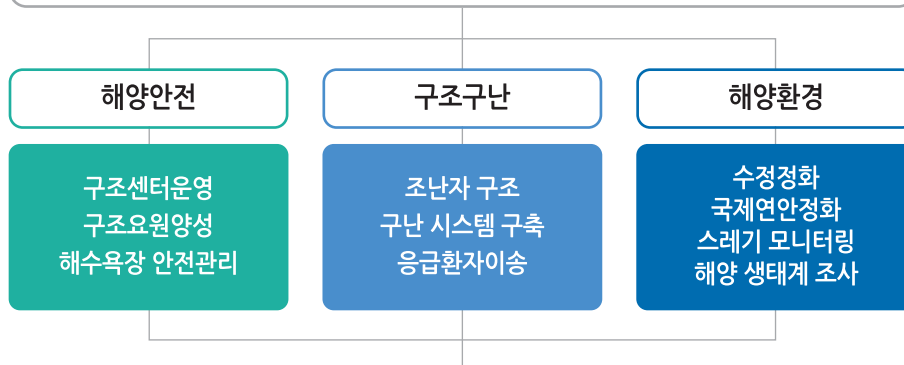 해양안전
구조구난
해양환경
구조센터운영
구조요원양성
해수욕장 안전관리
조난자 구조
구난 시스템 구축
응급환자이송
수정정화
국제연안정화
스레기 모니터링
해양 생태계 조사